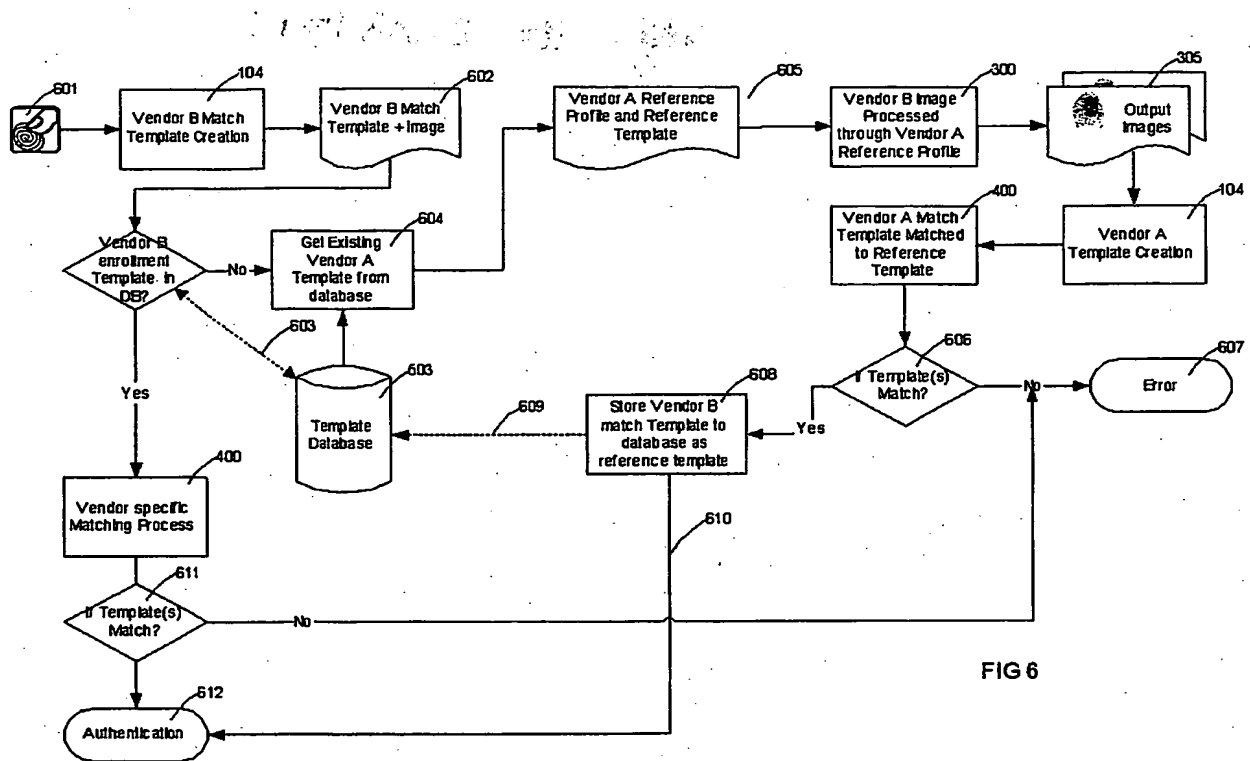 601
104
Vendor B Match
Template Creation
602
Vendor B Match
Template + Image
605
Vendor A Reference
Profile and Reference
Template
300
Vendor B Image
Processed
through Vendor A
Reference Profile
305
Output
Images
Vendor B
enrollment
Template in
DB?
No
604
Get Existing
Vendor A
Template from
database
400
Vendor A Match
Template Matched
to Reference
Template
104
Vendor A
Template Creation
603
603
Template
Database
609
608
Store Vendor B
match Template to
database as
reference template
Yes
606
If Template(s)
Match?
No
607
Error
Yes
400
Vendor specific
Matching Process
610
611
If Template(s)
Match?
No
612
Authentication
FIG 6